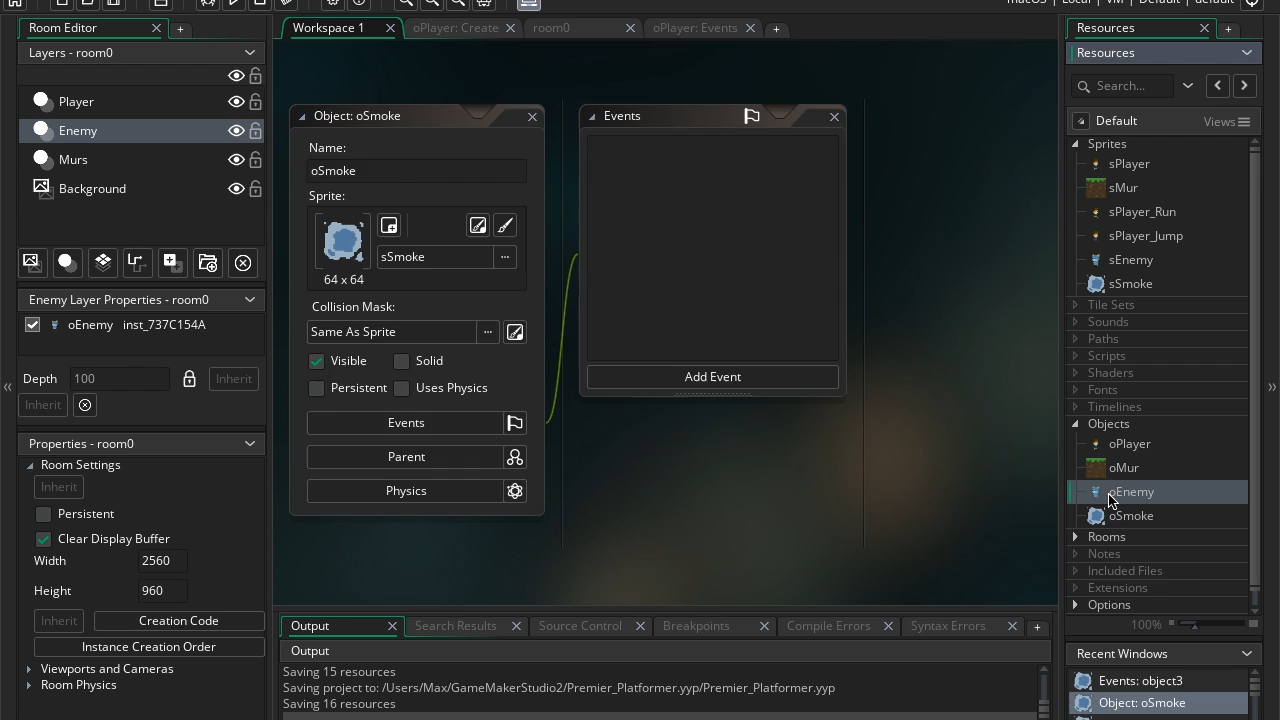 macOS | Local | VM | Default | default
Room Editor
Workspace 1
oPlayer: Create
room0
oPlayer: Events
Resources
Layers - room0
Resources
Search...
Player
Default
Views
Enemy
Murs
Background
Object: oSmoke
Events
Name:
oSmoke
Sprite:
sSmoke
64 x 64
Collision Mask:
Same As Sprite
Visible
Solid
Persistent
Uses Physics
Events
Parent
Physics
Add Event
Sprites
sPlayer
sMur
sPlayer_Run
sPlayer_Jump
sEnemy
sSmoke
Tile Sets
Sounds
Paths
Scripts
Shaders
Fonts
Timelines
Objects
oPlayer
oMur
oEnemy
oSmoke
Rooms
Notes
Included Files
Extensions
Options
100%
Enemy Layer Properties - room0
oEnemy inst_737C154A
Depth 100
Inherit
Inherit
Properties - room0
Room Settings
Inherit
Persistent
Clear Display Buffer
Width 2560
Height 960
Inherit
Creation Code
Instance Creation Order
Viewports and Cameras
Room Physics
Output
Search Results
Source Control
Breakpoints
Compile Errors
Syntax Errors
Output
Saving 15 resources
Saving project to: /Users/Max/GameMakerStudio2/Premier_Platformer.yyp/Premier_Platformer.yyp
Saving 16 resources
Recent Windows
Events: object3
Object: oSmoke